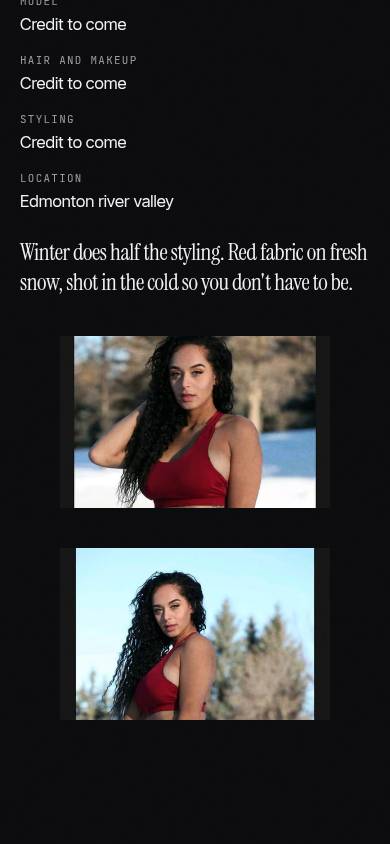 MODEL
Credit to come
HAIR AND MAKEUP
Credit to come
STYLING
Credit to come
LOCATION
Edmonton river valley
Winter does half the styling. Red fabric on fresh
snow, shot in the cold so you don't have to be.